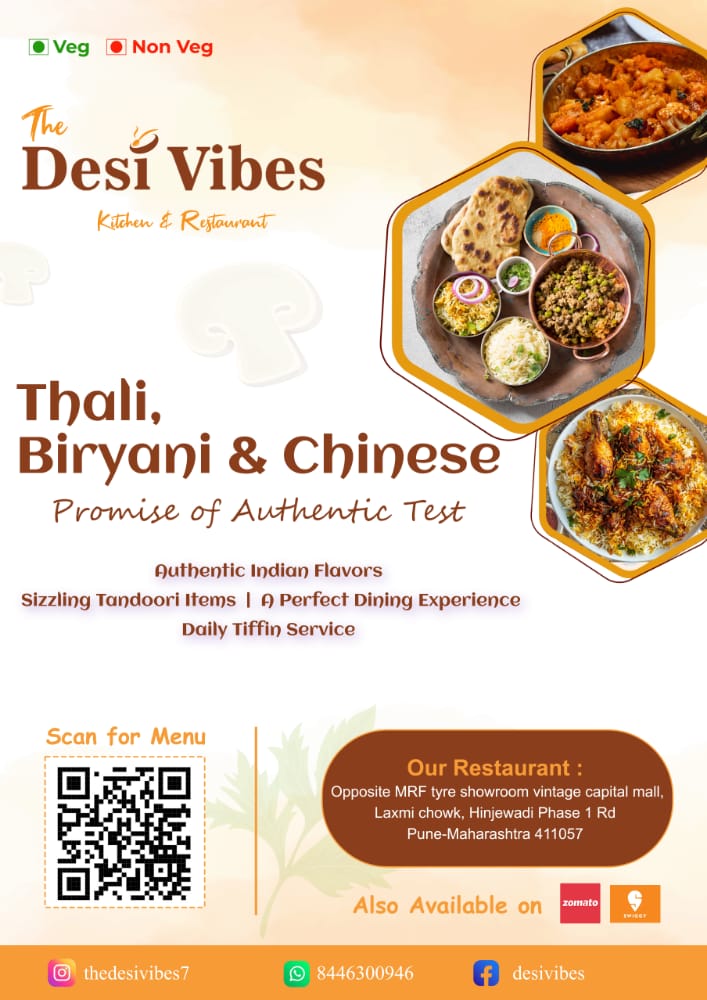 Veg Non Veg
The
Desi Vibes
Kitchen & Restaurant
Thali,
Biryani & Chinese
Promise of Authentic Test
Authentic Indian Flavors
Sizzling Tandoori Items | A Perfect Dining Experience
Daily Tiffin Service
Scan for Menu
Our Restaurant :
Opposite MRF tyre showroom vintage capital mall,
Laxmi chowk, Hinjewadi Phase 1 Rd
Pune-Maharashtra 411057
Also Available on zomato SWIGGY
thedesivibes7 8446300946 desivibes